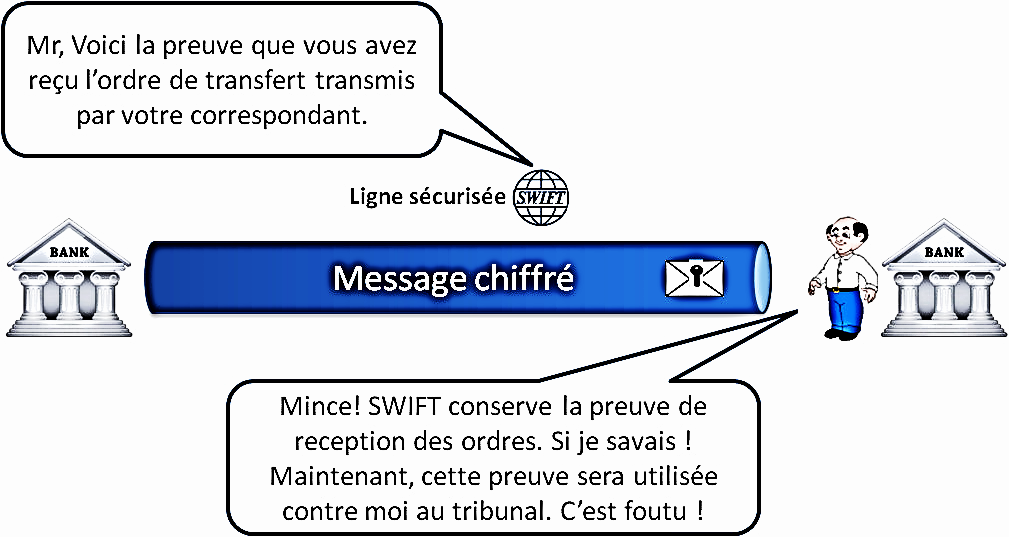 Mr, Voici la preuve que vous avez
reçu l’ordre de transfert transmis
par votre correspondant.
Ligne sécurisée
SWIFT
BANK
Message chiffré
BANK
Mince! SWIFT conserve la preuve de
reception des ordres. Si je savais !
Maintenant, cette preuve sera utilisée
contre moi au tribunal. C’est foutu !